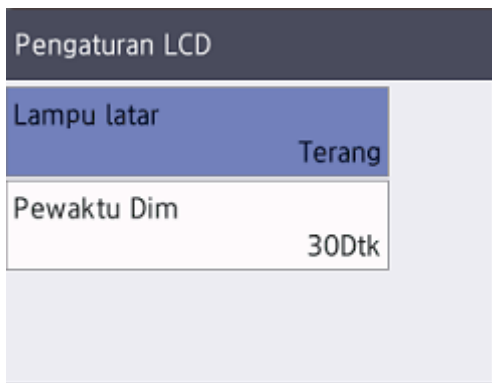 Pengaturan LCD
Lampu latar
Terang
Pewaktu Dim
30Dtk